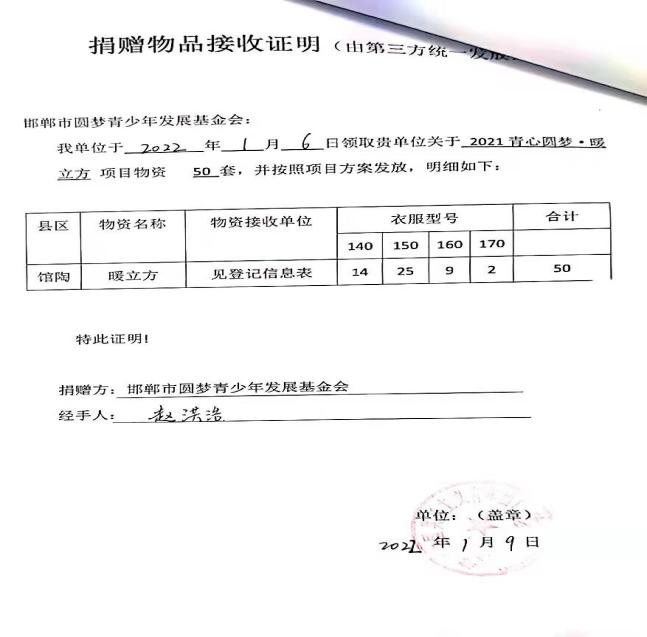 捐赠物品接收证明（由第三方统一发放
邯郸市圆梦青少年发展基金会：
我单位于 2022 年 1 月 6 日领取贵单位关于 2021 青心圆梦·暖
立方 项目物资 50 套，并按照项目方案发放，明细如下：
县区 物资名称 物资接收单位 衣服型号 合计
140 150 160 170
馆陶 暖立方 见登记信息表 14 25 9 2 50
特此证明！
捐赠方：邯郸市圆梦青少年发展基金会
经手人：赵洪浩
单位：（盖章）
2022 年 1 月 9 日